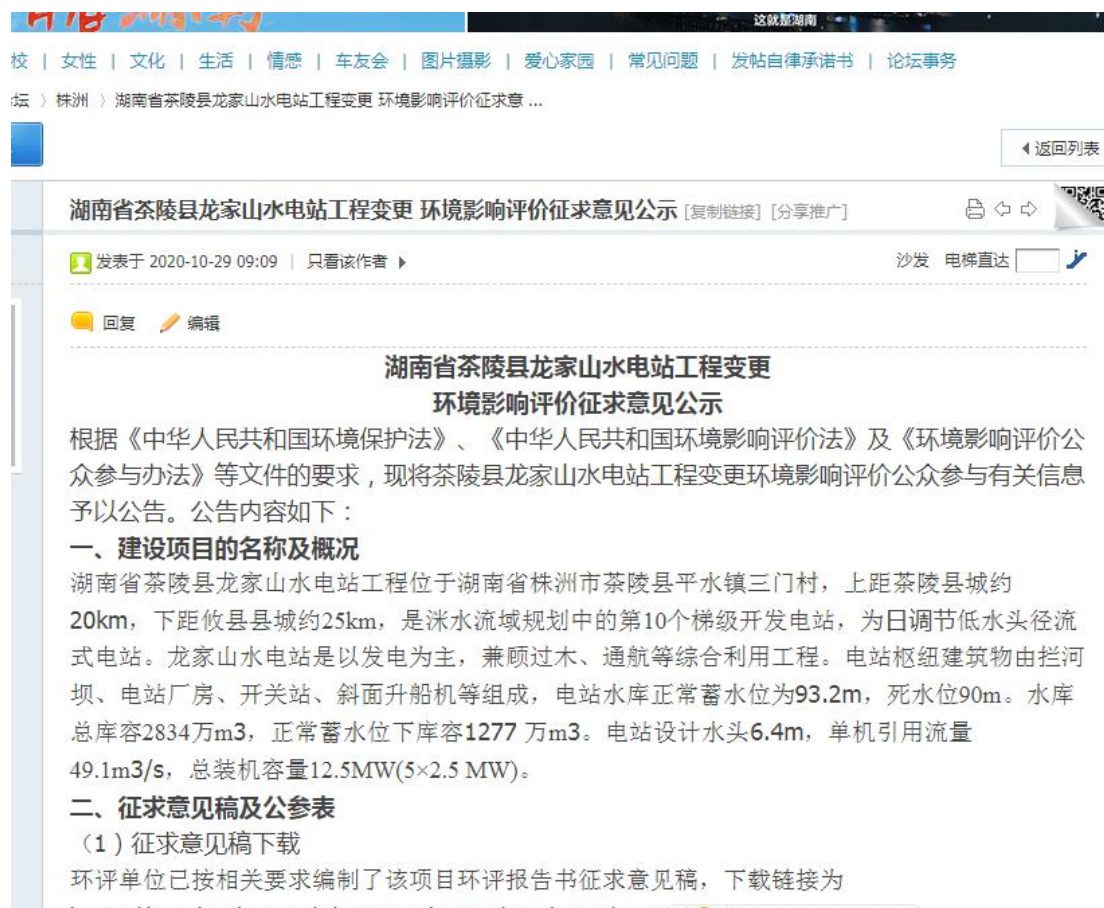 这就是湖南
校 | 女性 | 文化 | 生活 | 情感 | 车友会 | 图片摄影 | 爱心家园 | 常见问题 | 发帖自律承诺书 | 论坛事务
坛 〉 株洲 〉 湖南省茶陵县龙家山水电站工程变更 环境影响评价征求意 ...
返回列表
湖南省茶陵县龙家山水电站工程变更 环境影响评价征求意见公示 [复制链接] [分享推广]
发表于 2020-10-29 09:09 | 只看该作者
沙发 电梯直达
回复 编辑
湖南省茶陵县龙家山水电站工程变更
环境影响评价征求意见公示
根据《中华人民共和国环境保护法》、《中华人民共和国环境影响评价法》及《环境影响评价公
众参与办法》等文件的要求，现将茶陵县龙家山水电站工程变更环境影响评价公众参与有关信息
予以公告。公告内容如下：
一、建设项目的名称及概况
湖南省茶陵县龙家山水电站工程位于湖南省株洲市茶陵县平水镇三门村，上距茶陵县城约
20km，下距攸县县城约25km，是洣水流域规划中的第10个梯级开发电站，为日调节低水头径流
式电站。龙家山水电站是以发电为主，兼顾过木、通航等综合利用工程。电站枢纽建筑物由拦河
坝、电站厂房、开关站、斜面升船机等组成，电站水库正常蓄水位为93.2m，死水位90m。水库
总库容2834万m3，正常蓄水位下库容1277 万m3。电站设计水头6.4m，单机引用流量
49.1m3/s，总装机容量12.5MW(5×2.5 MW)。
二、征求意见稿及公参表
（1）征求意见稿下载
环评单位已按相关要求编制了该项目环评报告书征求意见稿，下载链接为